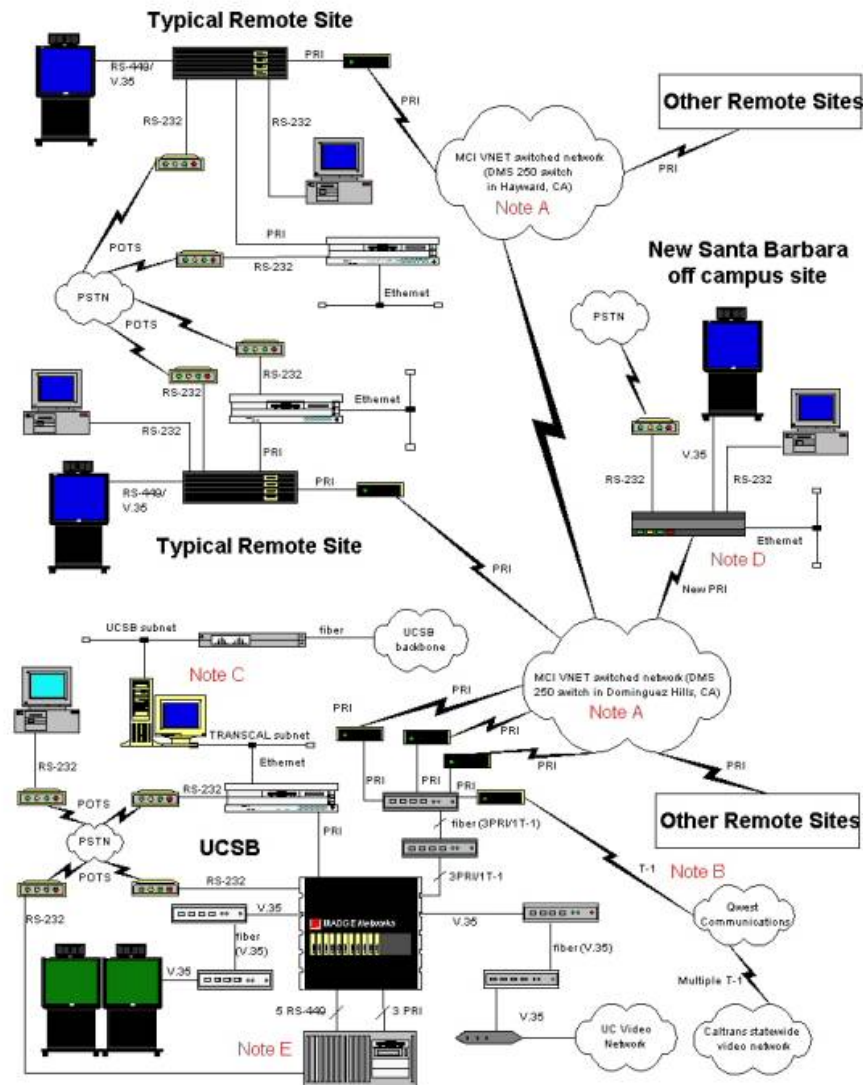 Typical Remote Site
RS-449/
V.35
PRI
PRI
RS-232
RS-232
Other Remote Sites
MCI VNET switched network
(DMS 250 switch
in Hayward, CA)
Note A
PRI
POTS
PRI
RS-232
Ethernet
PSTN
POTS
New Santa Barbara
off campus site
PSTN
RS-232
RS-232
Ethernet
RS-232
PRI
V.35
RS-232
RS-232
RS-449/
V.35
PRI
Typical Remote Site
Ethernet
Note D
PRI
New PRI
UCSB subnet
fiber
UCSB
backbone
Note C
MCI VNET switched network (DMS
250 switch in Dominguez Hills, CA)
Note A
PRI
PRI
PRI
PRI
PRI
TRANSCAL subnet
Ethernet
RS-232
RS-232
PRI
PRI
PRI
POTS
PSTN
POTS
UCSB
PRI
fiber (3PRI/1T-1)
Other Remote Sites
3PRI/1T-1
T-1
Note B
RS-232
RS-232
V.35
MADGE Networks
V.35
Qwest
Communications
fiber
(V.35)
fiber (V.35)
V.35
Multiple T-1
5 RS-449
3 PRI
V.35
Note E
UC Video
Network
Caltrans statewide
video network